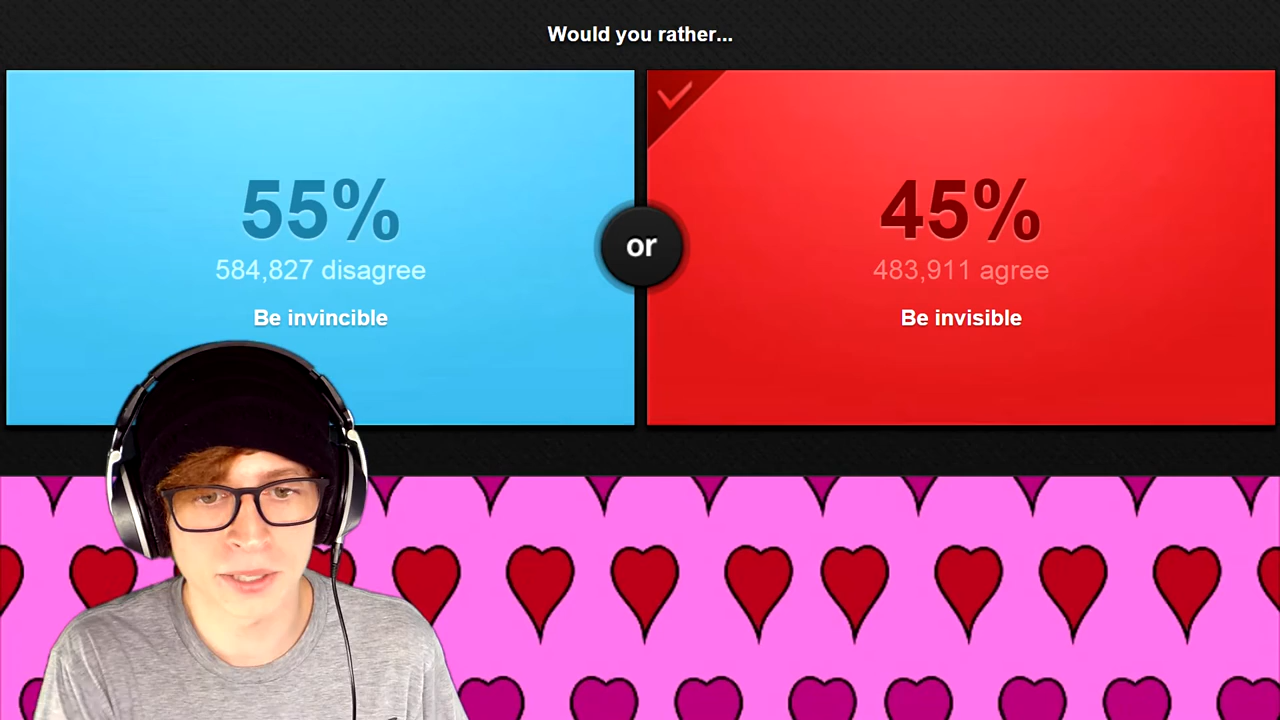 Would you rather...
55%
584,827 disagree
Be invincible
or
45%
483,911 agree
Be invisible